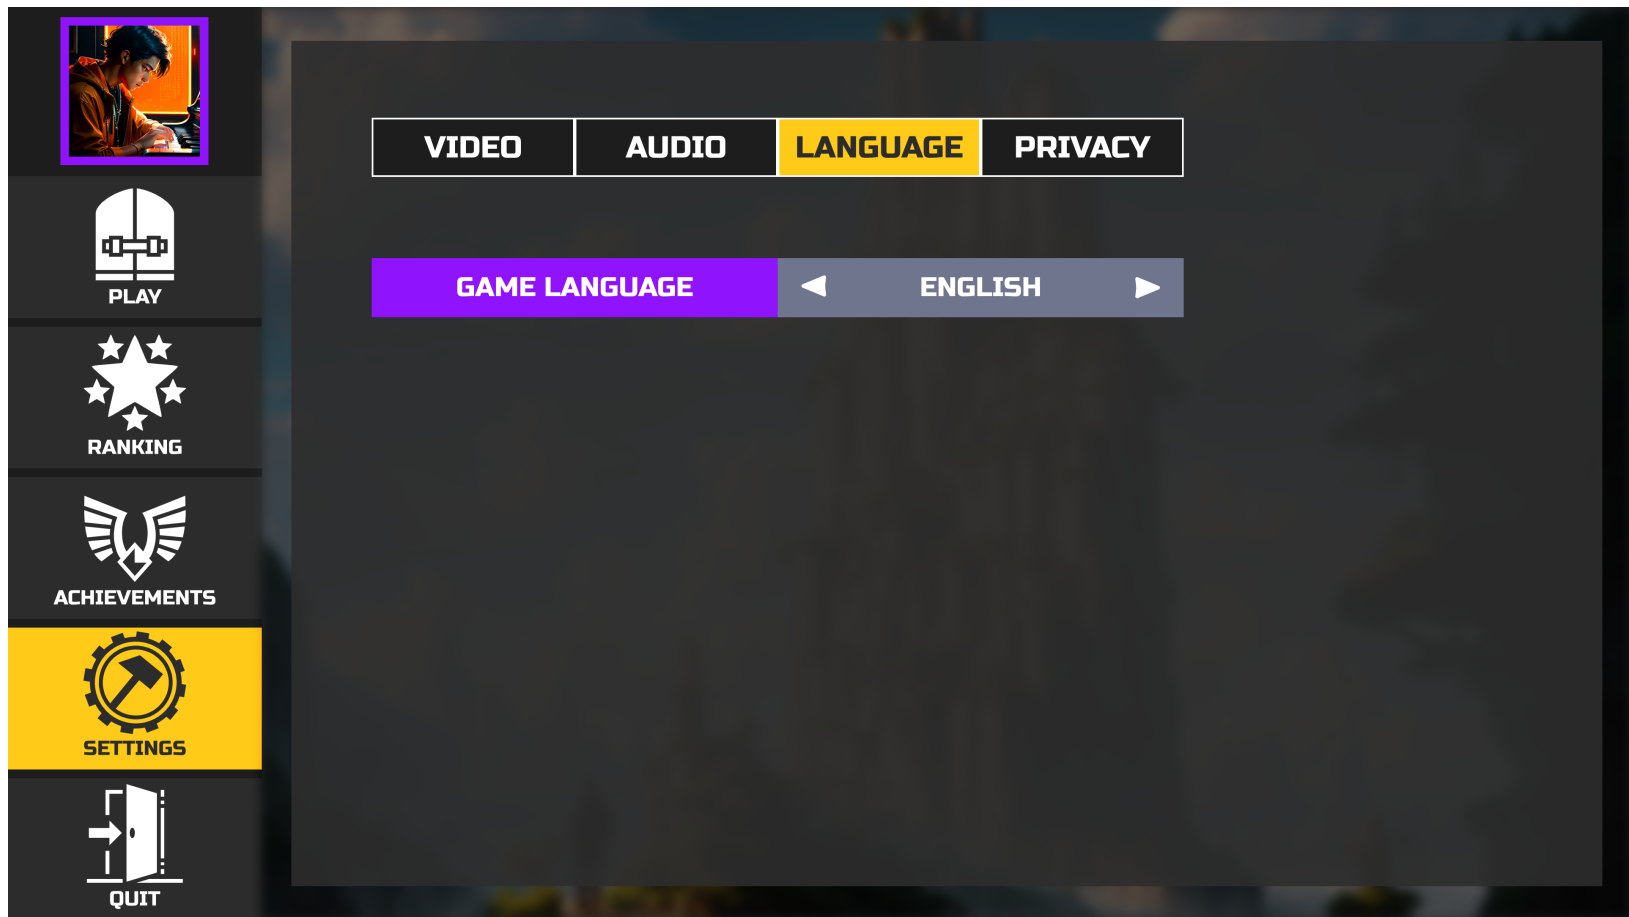 VIDEO
AUDIO
LANGUAGE
PRIVACY
GAME LANGUAGE
ENGLISH
PLAY
RANKING
ACHIEVEMENTS
SETTINGS
QUIT